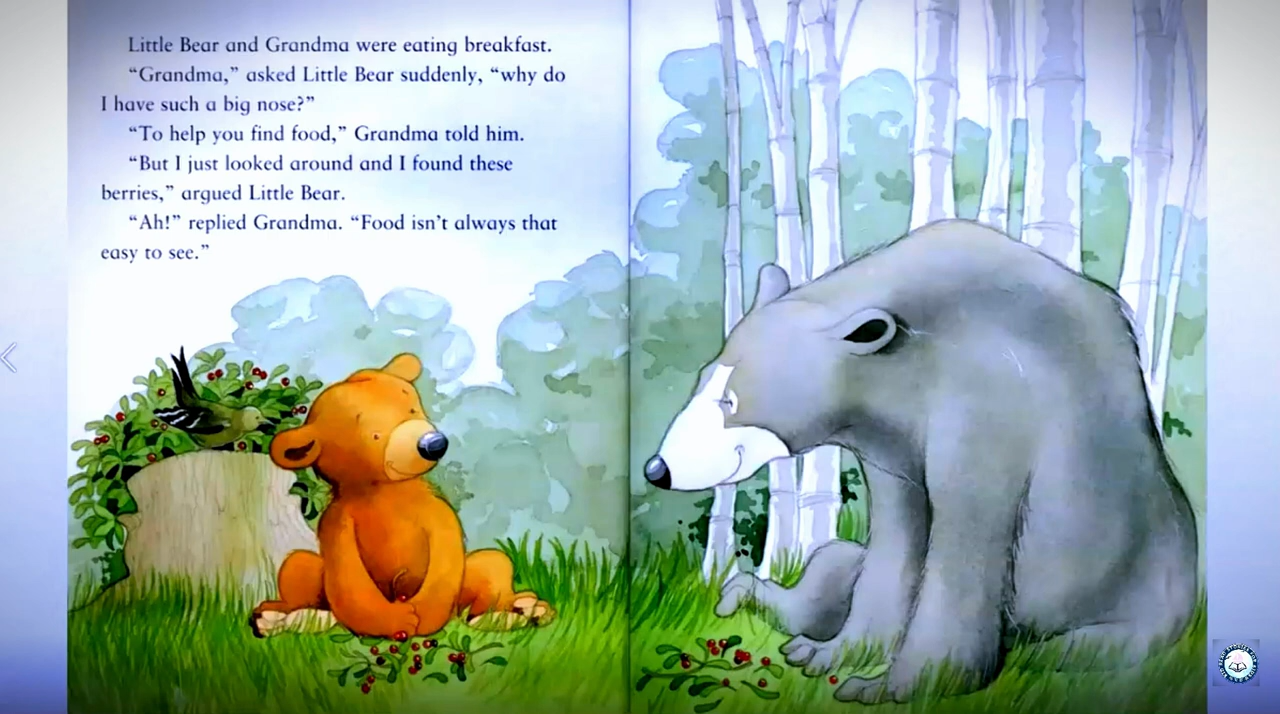 Little Bear and Grandma were eating breakfast.
“Grandma,” asked Little Bear suddenly, “why do
I have such a big nose?”
“To help you find food,” Grandma told him.
“But I just looked around and I found these
berries,” argued Little Bear.
“Ah!” replied Grandma. “Food isn’t always that
easy to see.”